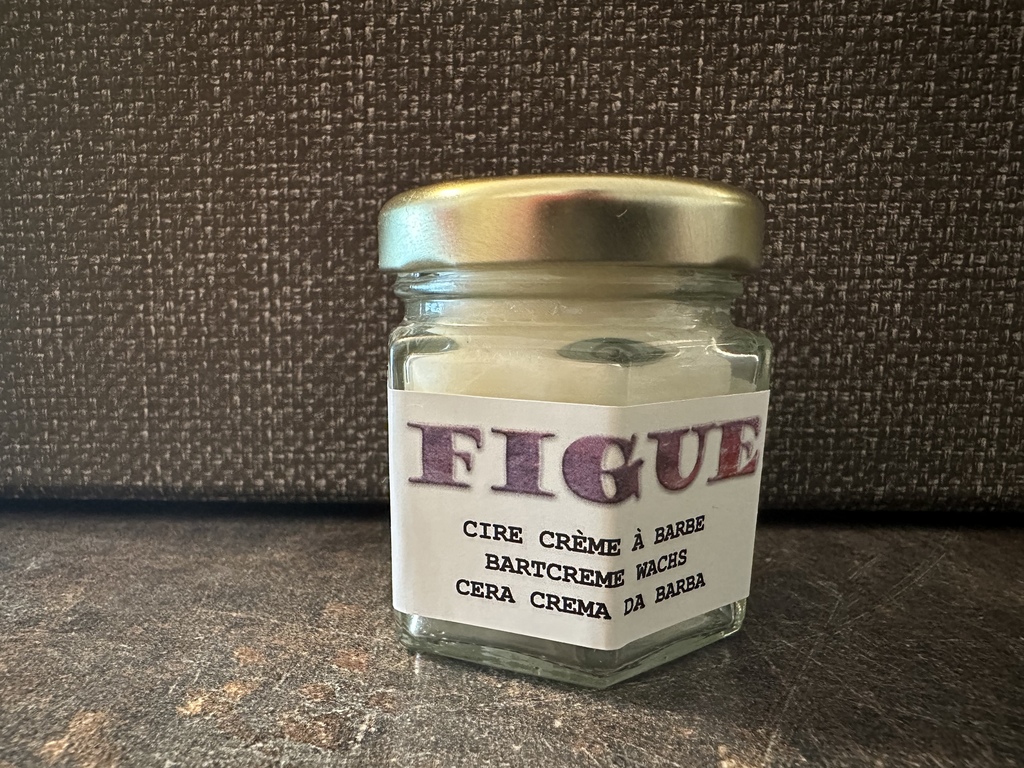 FIGUE
CIRE CRÈME À BARBE
BARTCREME WACHS
CERA CREMA DA BARBA